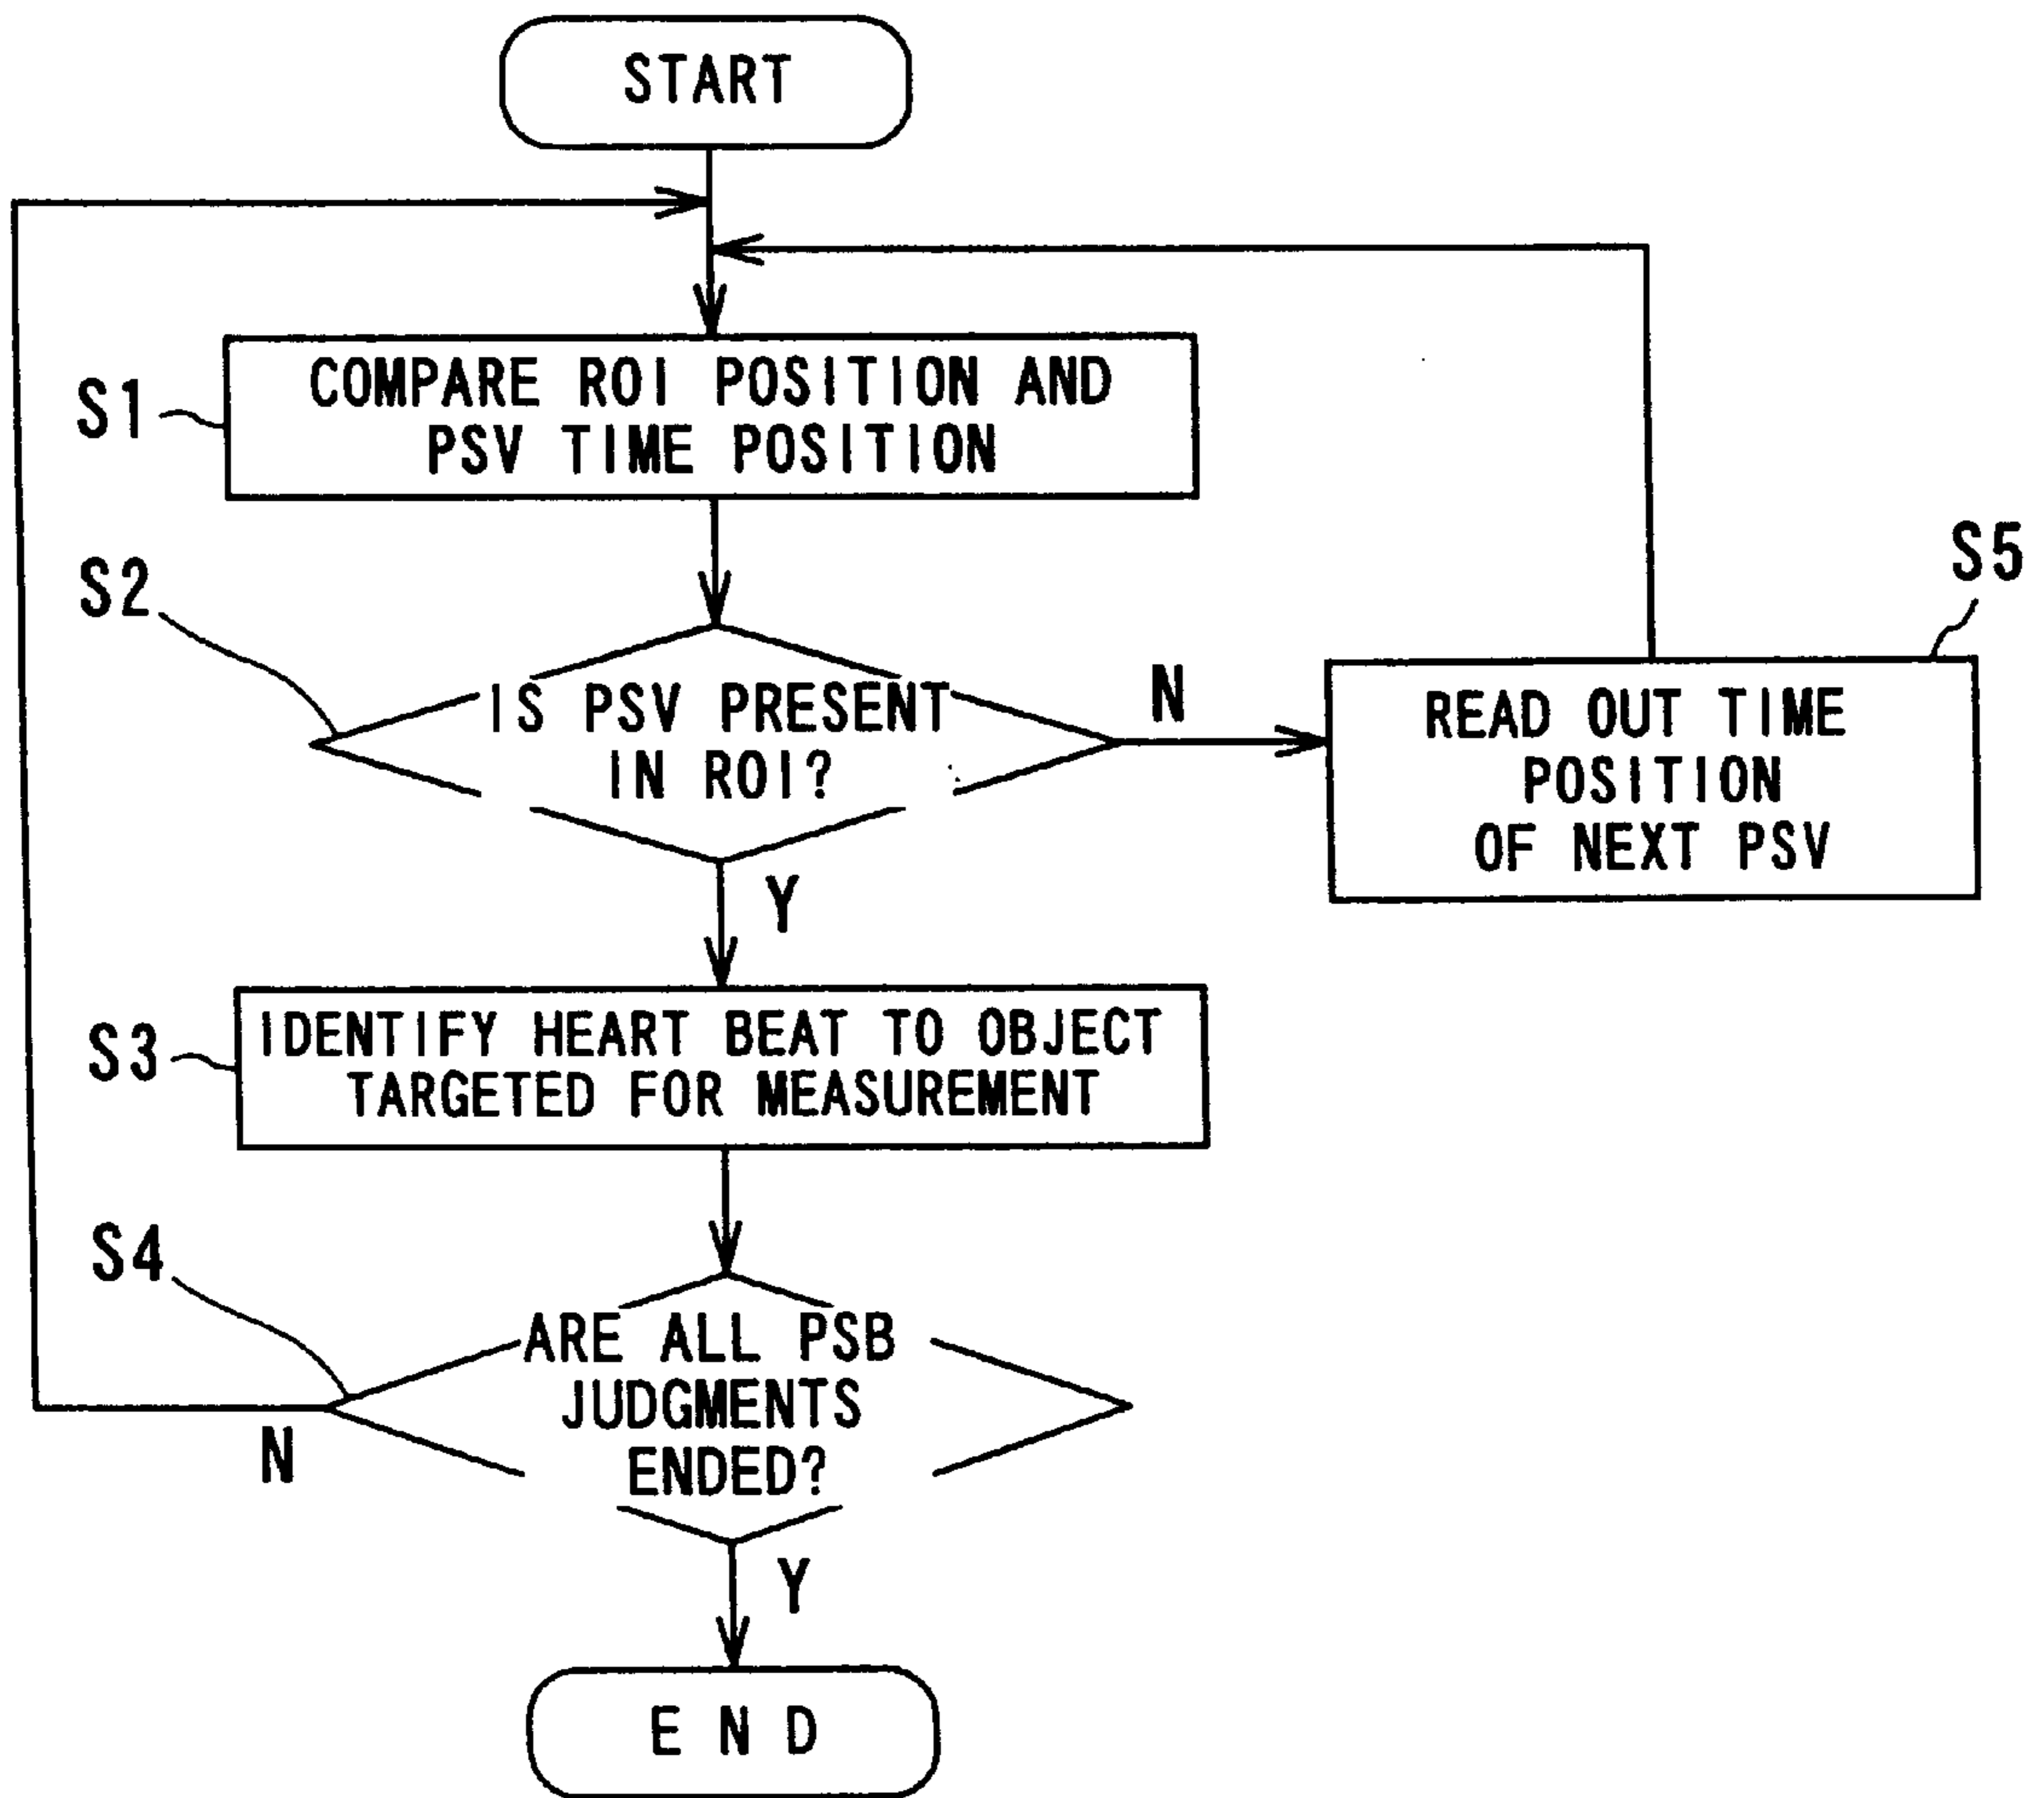 START
S1
COMPARE ROI POSITION AND
PSV TIME POSITION
S2
IS PSV PRESENT
IN ROI?
N
S5
READ OUT TIME
POSITION
OF NEXT PSV
Y
S3
IDENTIFY HEART BEAT TO OBJECT
TARGETED FOR MEASUREMENT
S4
ARE ALL PSB
JUDGMENTS
ENDED?
N
Y
END